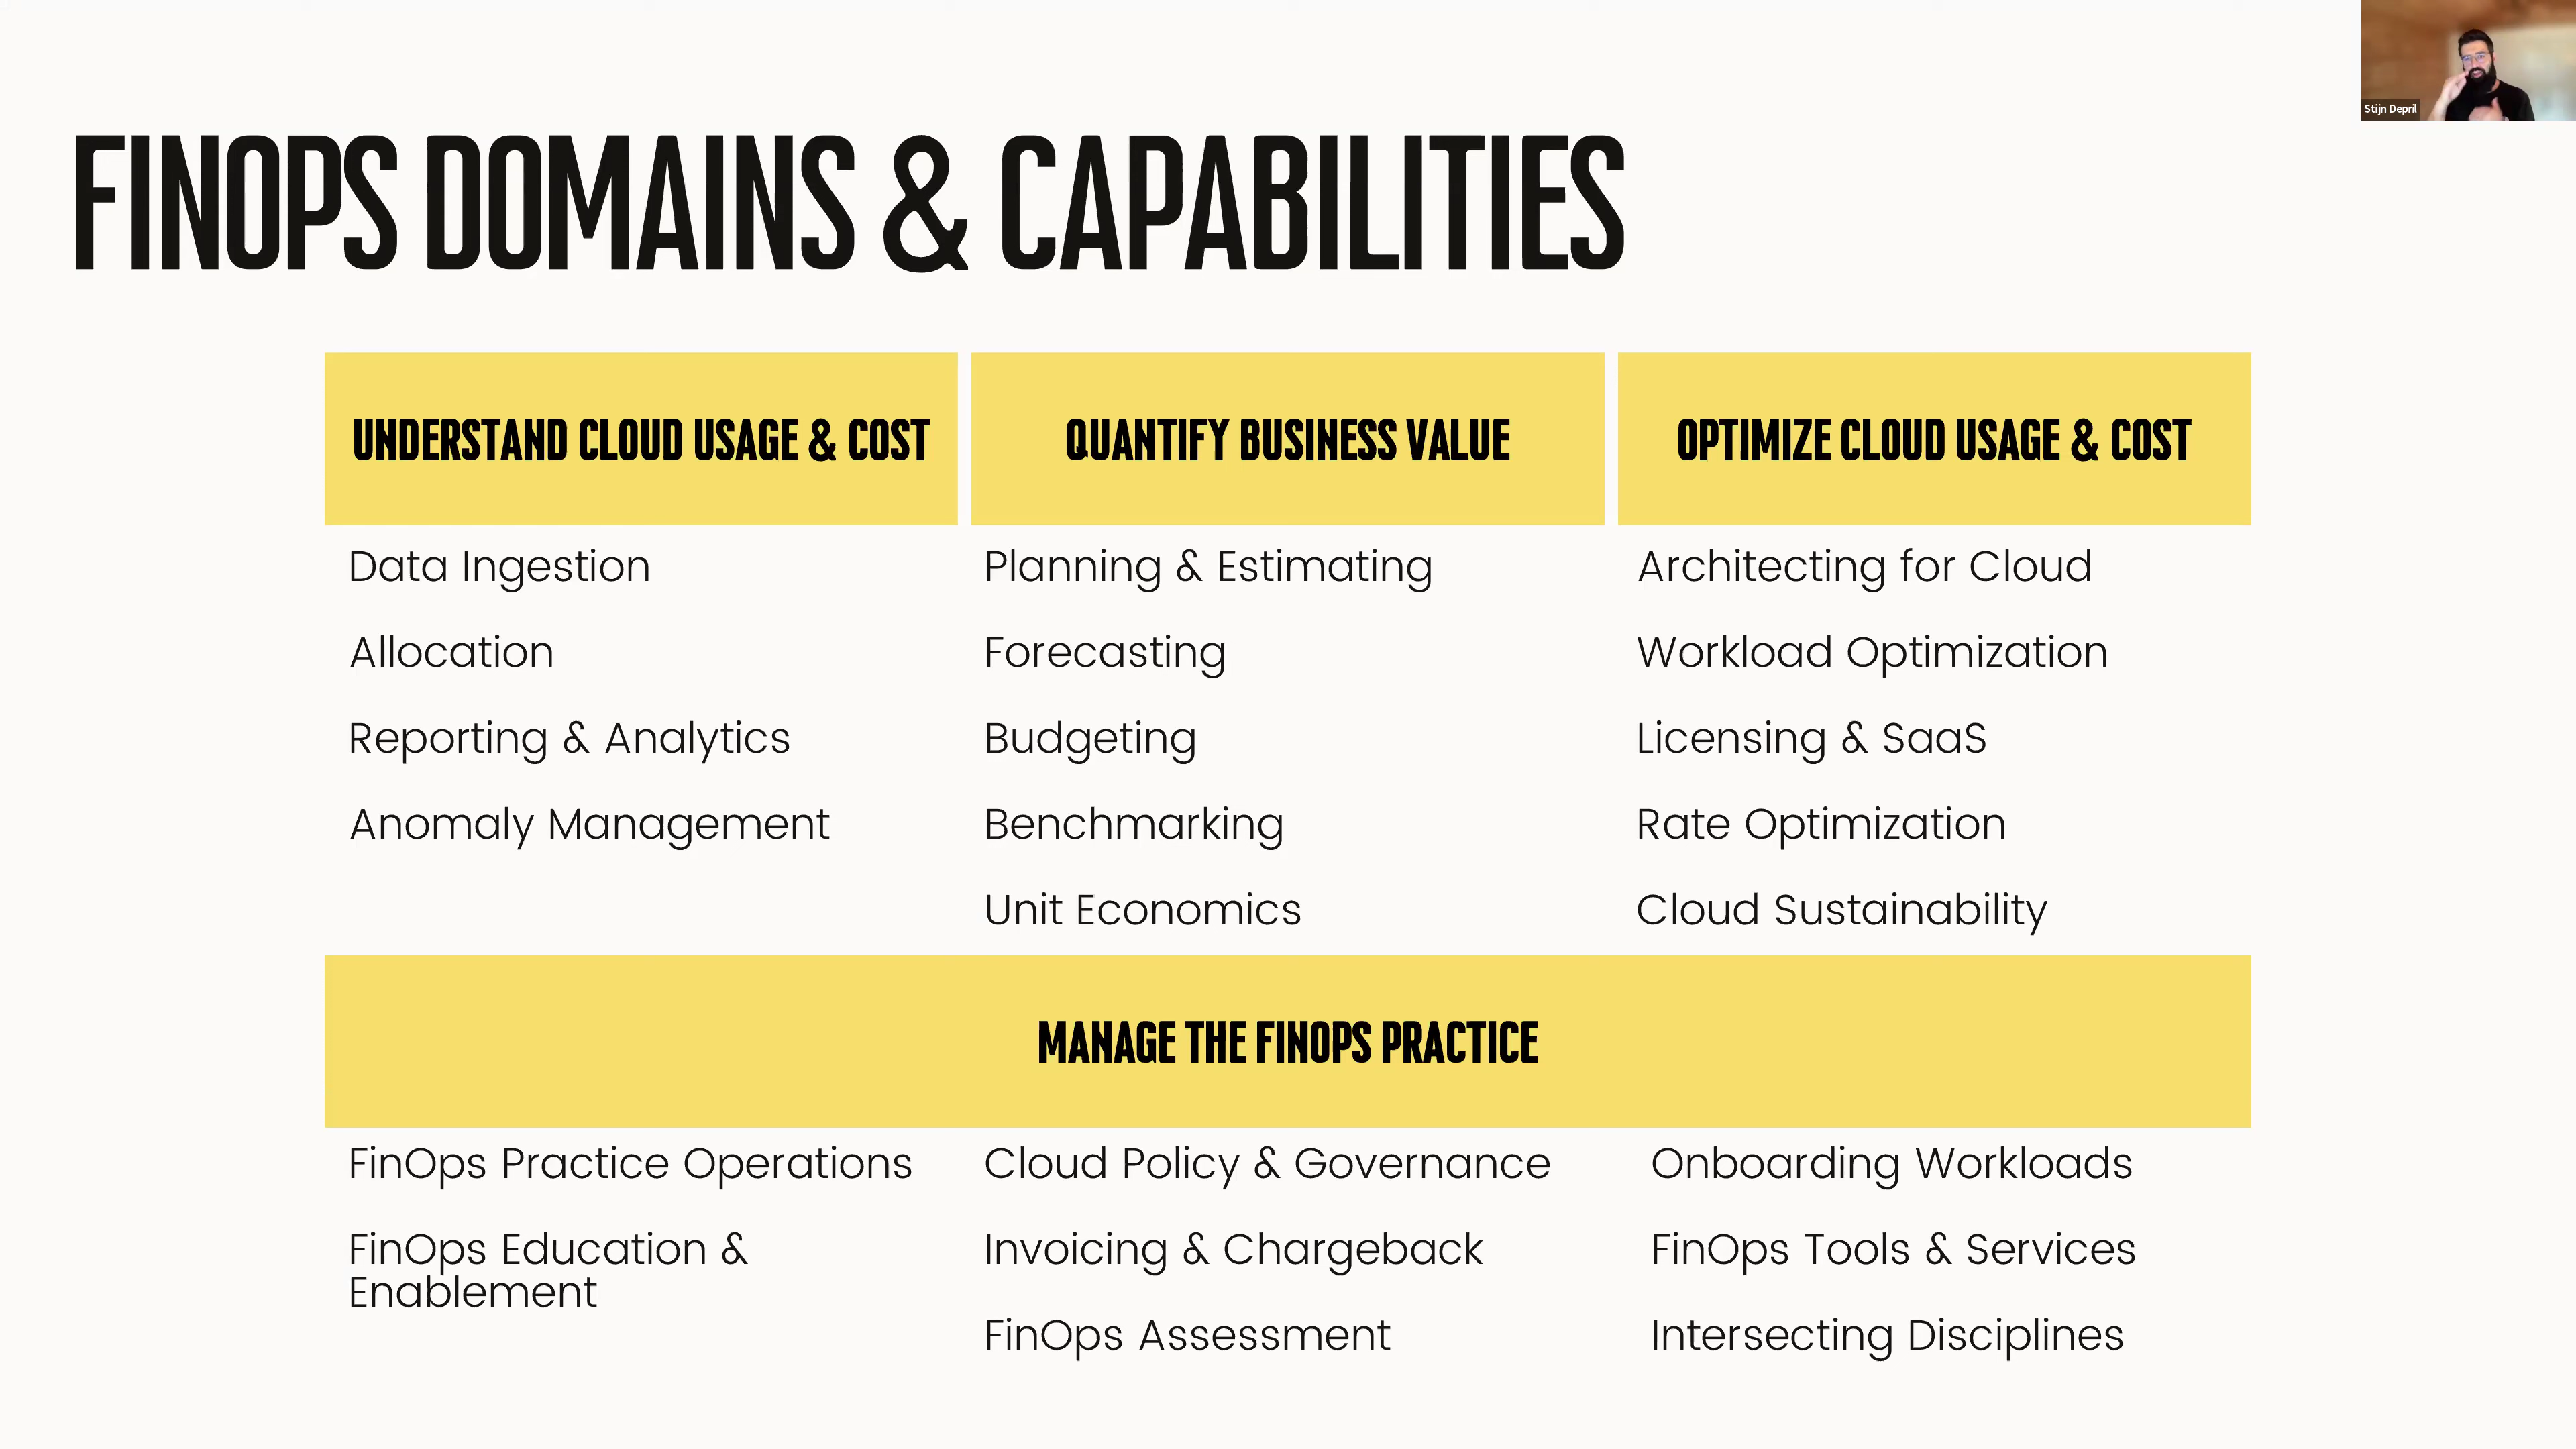 Stijn Depril
FINOPS DOMAINS & CAPABILITIES
UNDERSTAND CLOUD USAGE & COST
Data Ingestion
Allocation
Reporting & Analytics
Anomaly Management
QUANTIFY BUSINESS VALUE
Planning & Estimating
Forecasting
Budgeting
Benchmarking
Unit Economics
OPTIMIZE CLOUD USAGE & COST
Architecting for Cloud
Workload Optimization
Licensing & SaaS
Rate Optimization
Cloud Sustainability
MANAGE THE FINOPS PRACTICE
FinOps Practice Operations
FinOps Education &
Enablement
Cloud Policy & Governance
Invoicing & Chargeback
FinOps Assessment
Onboarding Workloads
FinOps Tools & Services
Intersecting Disciplines